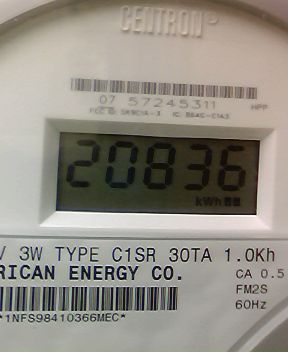 CENTRON®
07 57245311 HPP
20836
kWh
V 3W TYPE C1SR 30TA 1.0Kh
RICAN ENERGY CO. CA 0.5
FM2S
60Hz
*1NFS98410366MEC*